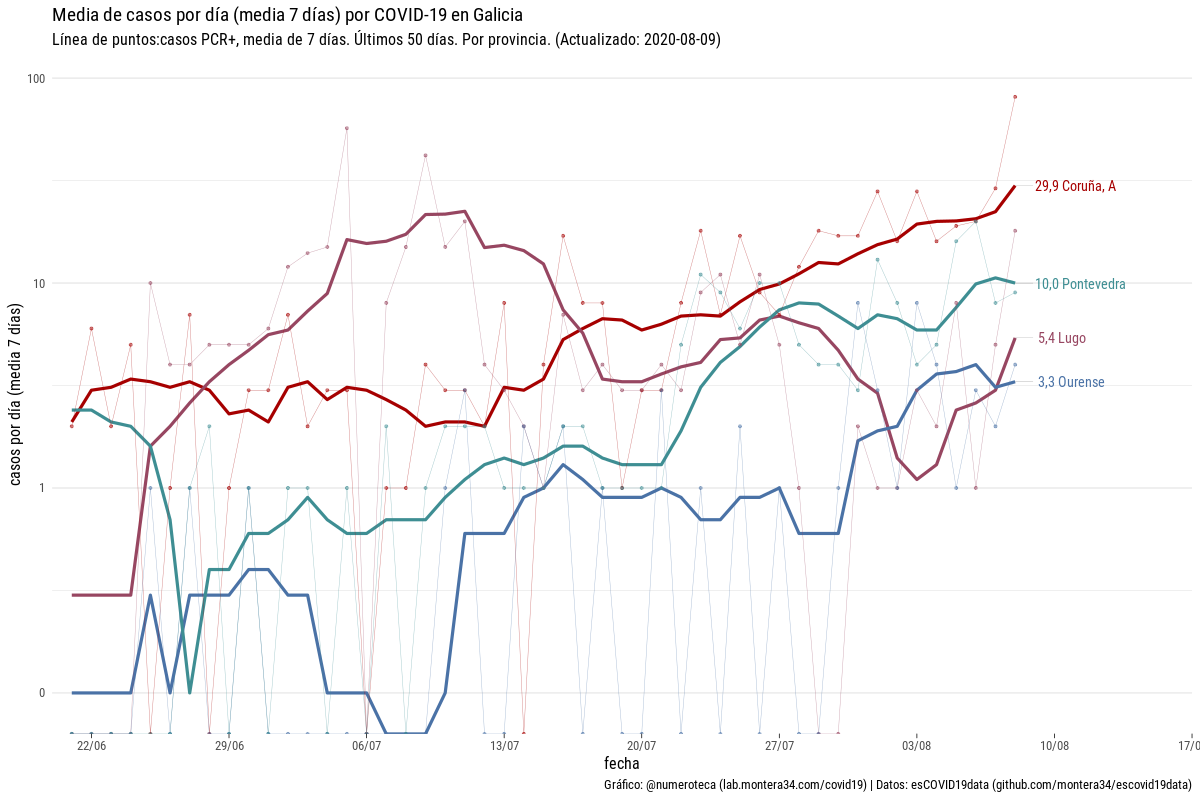 Media de casos por día (media 7 días) por COVID-19 en Galicia
Línea de puntos:casos PCR+, media de 7 días. Últimos 50 días. Por provincia. (Actualizado: 2020-08-09)
casos por día (media 7 días)
100
10
1
0
29,9 Coruña, A
10,0 Pontevedra
5,4 Lugo
3,3 Ourense
22/06
29/06
06/07
13/07
20/07
27/07
03/08
10/08
17/0
fecha
Gráfico: @numeroteca (lab.montera34.com/covid19) | Datos: esCOVID19data (github.com/montera34/escovid19data)